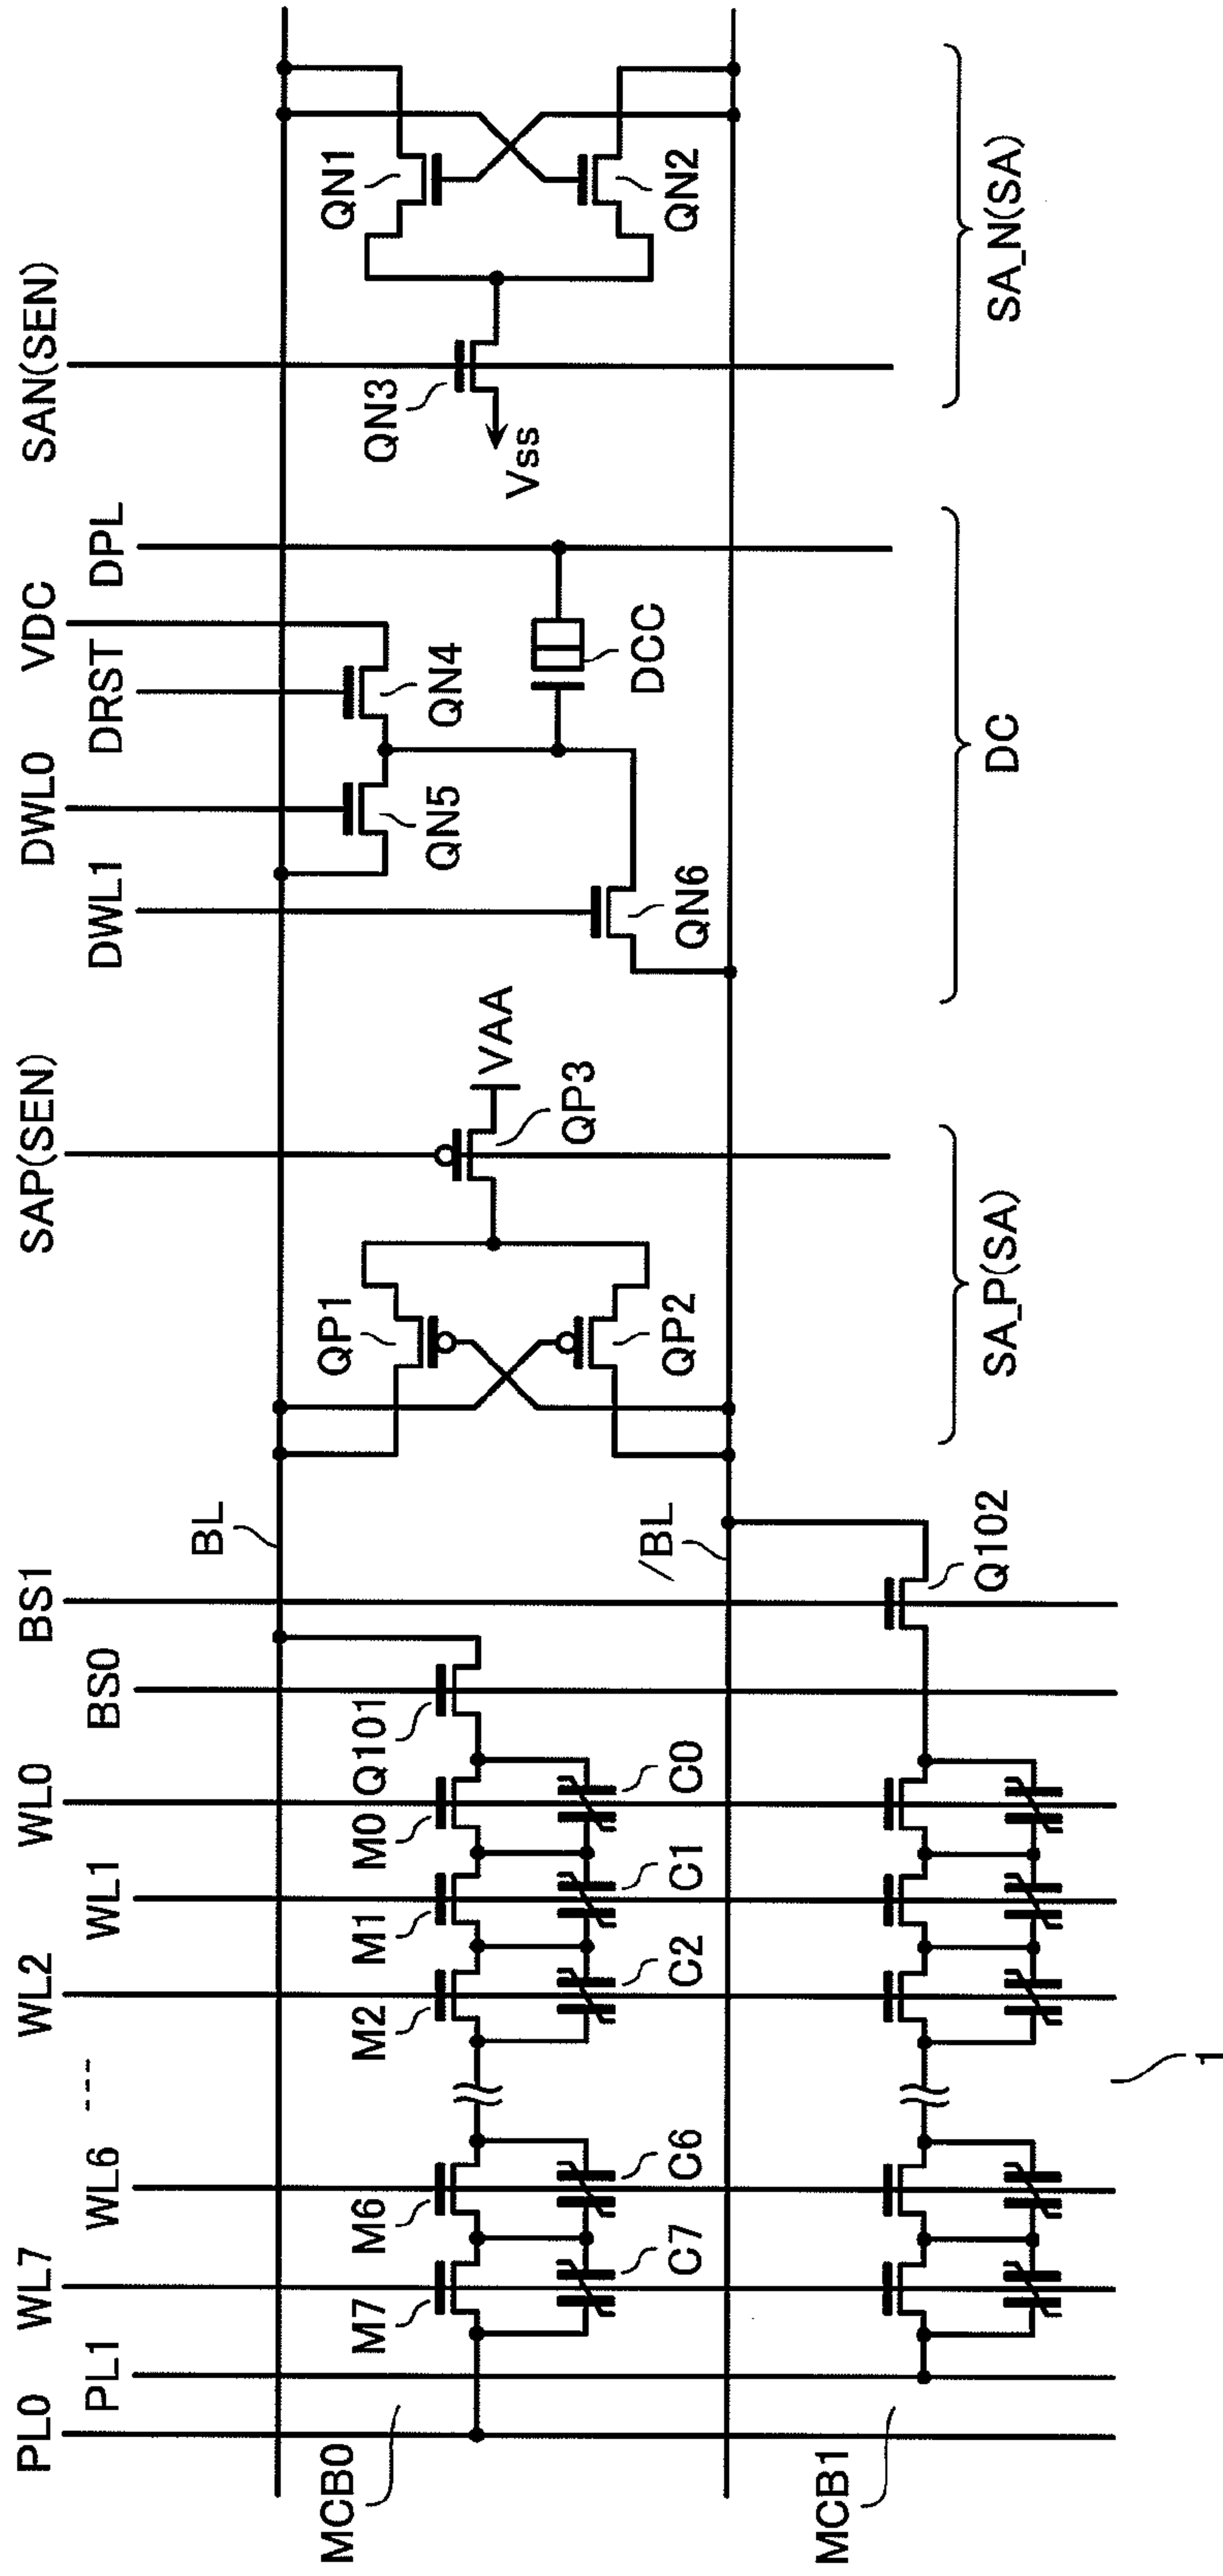 PL0
PL1
WL7
WL6
---
WL2
WL1
WL0
BS0
BS1
SAP(SEN)
DWL1
DWL0
DRST
VDC
DPL
SAN(SEN)
BL
/BL
MCB0
M7
M6
M2
M1
M0
Q101
C7
C6
C2
C1
C0
MCB1
Q102
1
QP1
QP2
QP3
VAA
SA_P(SA)
QN5
QN4
QN6
DCC
DC
QN3
Vss
QN1
QN2
SA_N(SA)